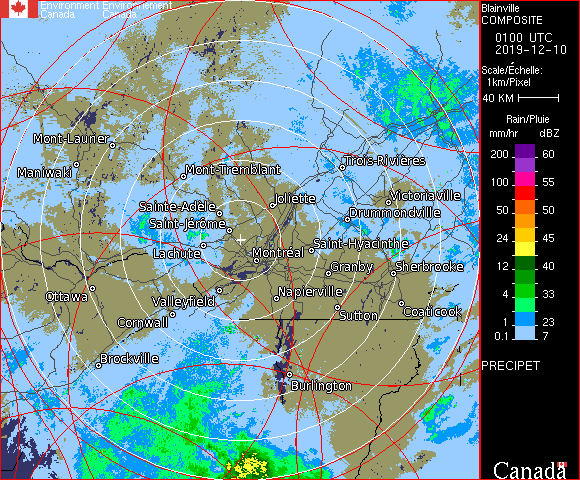 Environment Environnement
Canada Canada
Blainville
COMPOSITE
0100 UTC
2019-12-10
Scale/Échelle:
1km/Pixel
40 KM
Rain/Pluie
mm/hr dBZ
200 60
100 55
50 50
24 45
12 40
4 33
1 23
0.1 7
PRECIPET
Canada
Mont-Laurier
Maniwaki
Mont-Tremblant
Trois-Rivières
Sainte-Adèle
Joliette
Victoriaville
Saint-Jérôme
Drummondville
Lachute
Montréal
Saint-Hyacinthe
Granby
Sherbrooke
Ottawa
Valleyfield
Napierville
Cornwall
Sutton
Coaticook
Brockville
Burlington